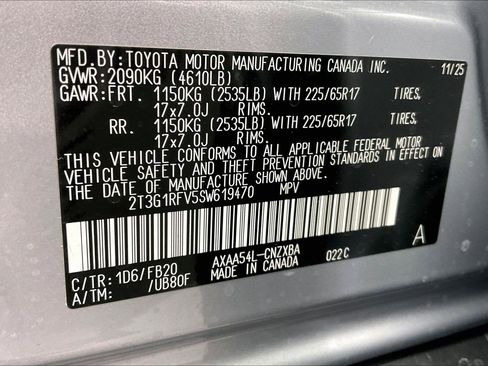 MFD.BY: TOYOTA MOTOR MANUFACTURING CANADA INC. 11/25
GVWR: 2090KG (4610LB)
GAWR: FRT. 1150KG (2535LB) WITH 225/65R17 TIRES,
17x7.0J RIMS.
RR. 1150KG (2535LB) WITH 225/65R17 TIRES,
17x7.0J RIMS.
THIS VEHICLE CONFORMS TO ALL APPLICABLE FEDERAL MOTOR
VEHICLE SAFETY AND THEFT PREVENTION STANDARDS IN EFFECT ON
THE DATE OF MANUFACTURE SHOWN ABOVE.
2T3G1RFV5SW619470 MPV
C/TR: 1D6/FB20 AXAA54L-CNZXBA 022C A
A/TM: /UB80F MADE IN CANADA